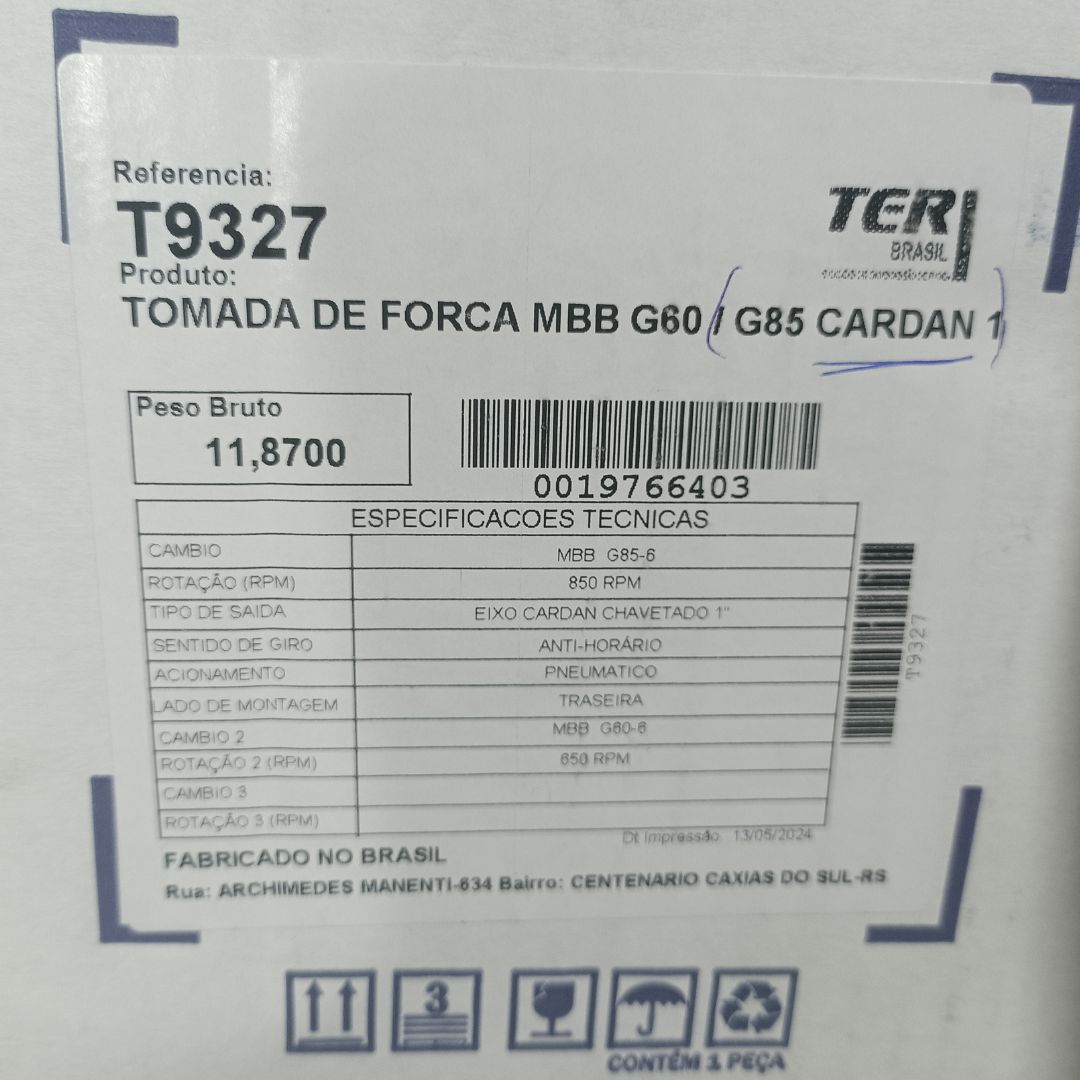 Referencia:
T9327
TER
BRASIL
Produto:
TOMADA DE FORCA MBB G60 / G85 CARDAN 1
Peso Bruto
11,8700
0019766403
ESPECIFICACOES TECNICAS
CAMBIO MBB G85-6
ROTAÇÃO (RPM) 850 RPM
TIPO DE SAIDA EIXO CARDAN CHAVETADO 1"
SENTIDO DE GIRO ANTI-HORÁRIO
ACIONAMENTO PNEUMATICO
LADO DE MONTAGEM TRASEIRA
CAMBIO 2 MBB G60-6
ROTAÇÃO 2 (RPM) 650 RPM
CAMBIO 3
ROTAÇÃO 3 (RPM)
T9327
Dt Impressão 13/05/2024
FABRICADO NO BRASIL
Rua: ARCHIMEDES MANENTI-634 Bairro: CENTENARIO CAXIAS DO SUL-RS
3
CONTÉM 1 PEÇA